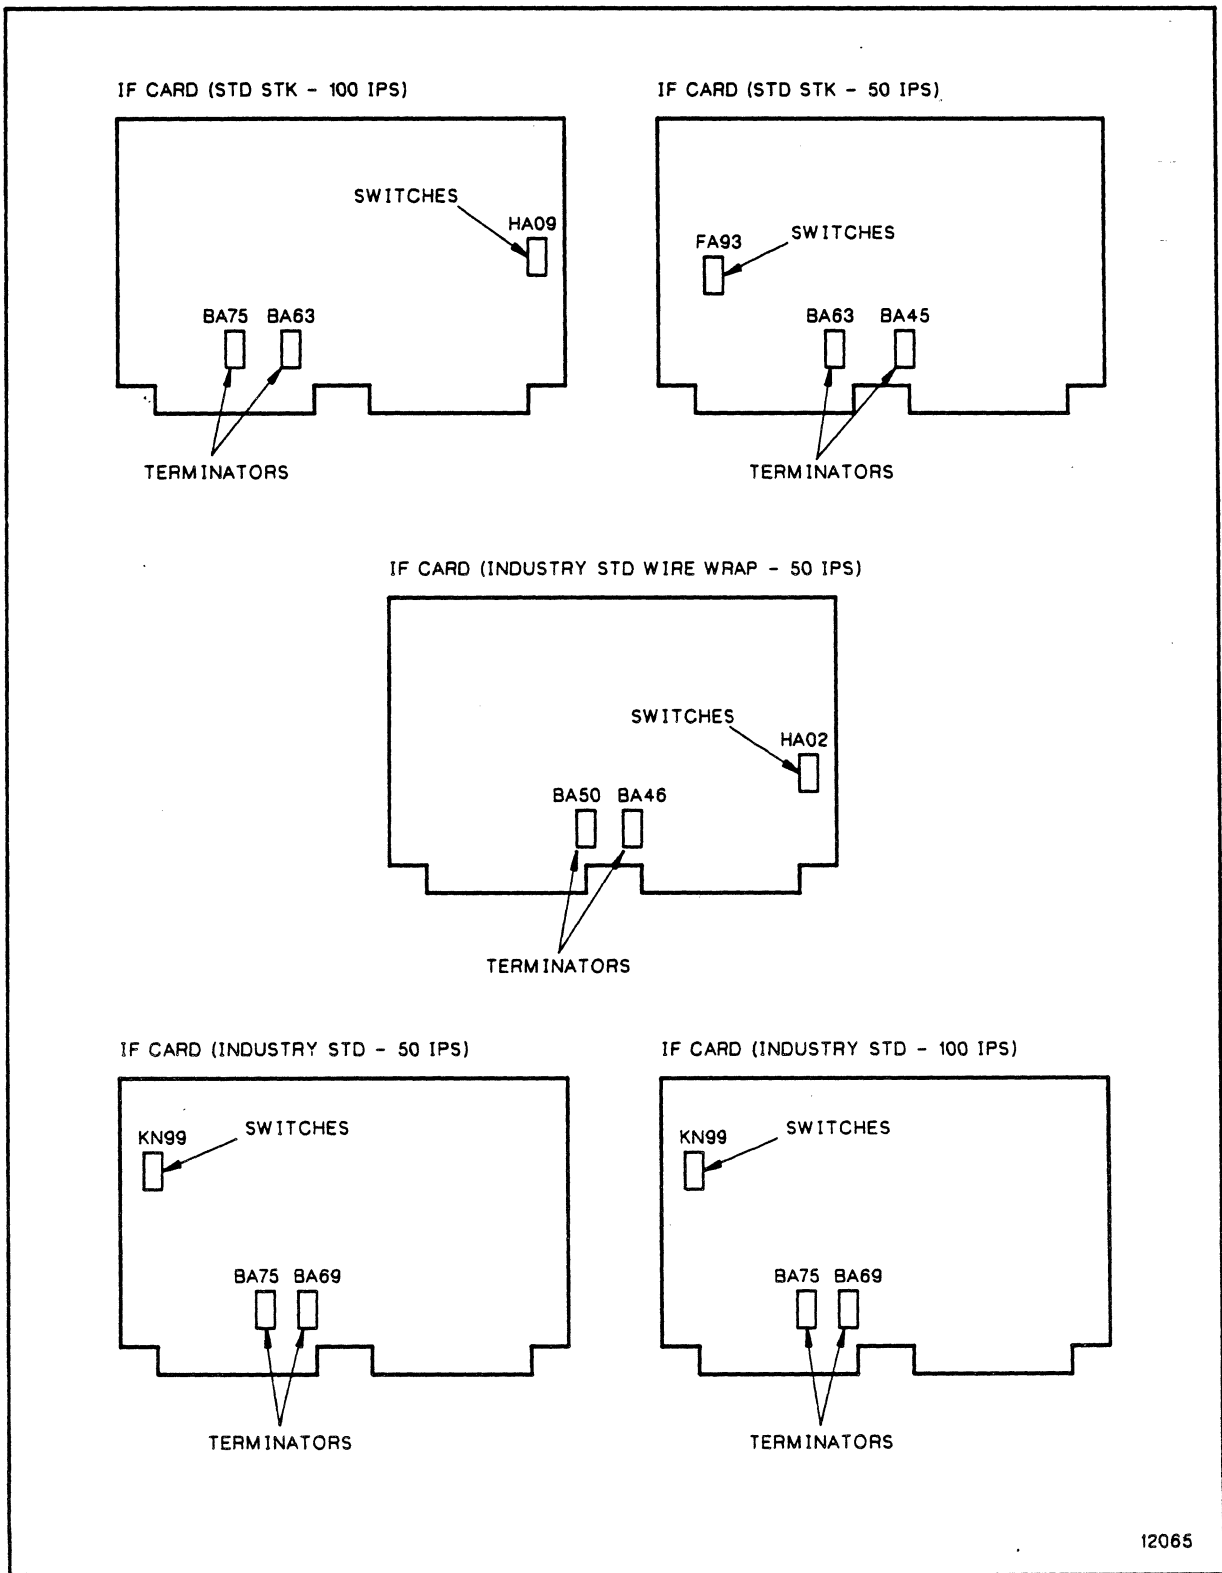 IF CARD (STD STK - 100 IPS)
SWITCHES
HA09
BA75 BA63
TERMINATORS
IF CARD (STD STK - 50 IPS)
FA93
SWITCHES
BA63 BA45
TERMINATORS
IF CARD (INDUSTRY STD WIRE WRAP - 50 IPS)
SWITCHES
HA02
BA50 BA46
TERMINATORS
IF CARD (INDUSTRY STD - 50 IPS)
KN99
SWITCHES
BA75 BA69
TERMINATORS
IF CARD (INDUSTRY STD - 100 IPS)
KN99
SWITCHES
BA75 BA69
TERMINATORS
12065